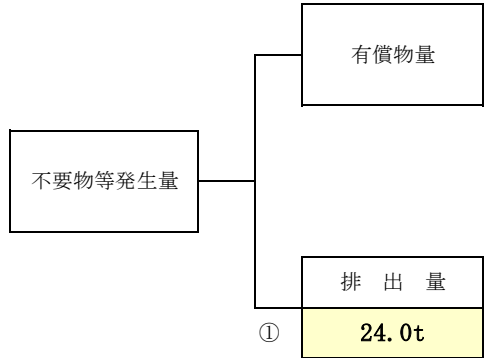 有償物量
不要物等発生量
排 出 量
① 24.0t